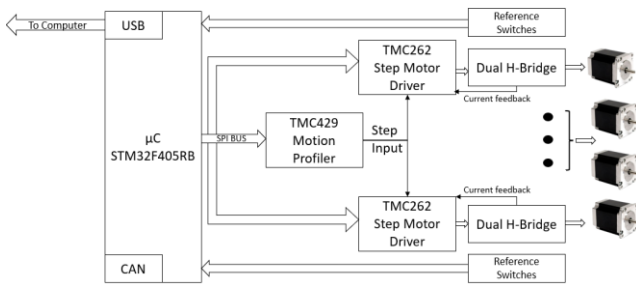 To Computer
USB
Reference
Switches
TMC262
Step Motor
Driver
Dual H-Bridge
Current feedback
µC
STM32F405RB
SPI BUS
TMC429
Motion
Profiler
Step
Input
Current feedback
TMC262
Step Motor
Driver
Dual H-Bridge
CAN
Reference
Switches